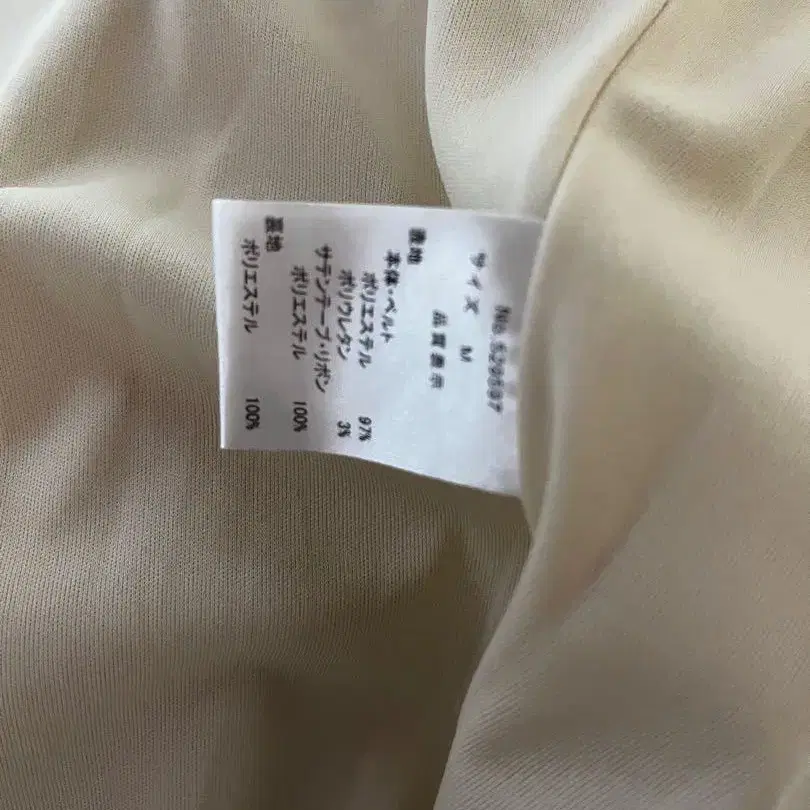 サイズ M
品質表示
表地
本体・ベルト
ポリエステル 97%
ポリウレタン 3%
サテンテープ・リボン
ポリエステル 100%
裏地
ポリエステル 100%